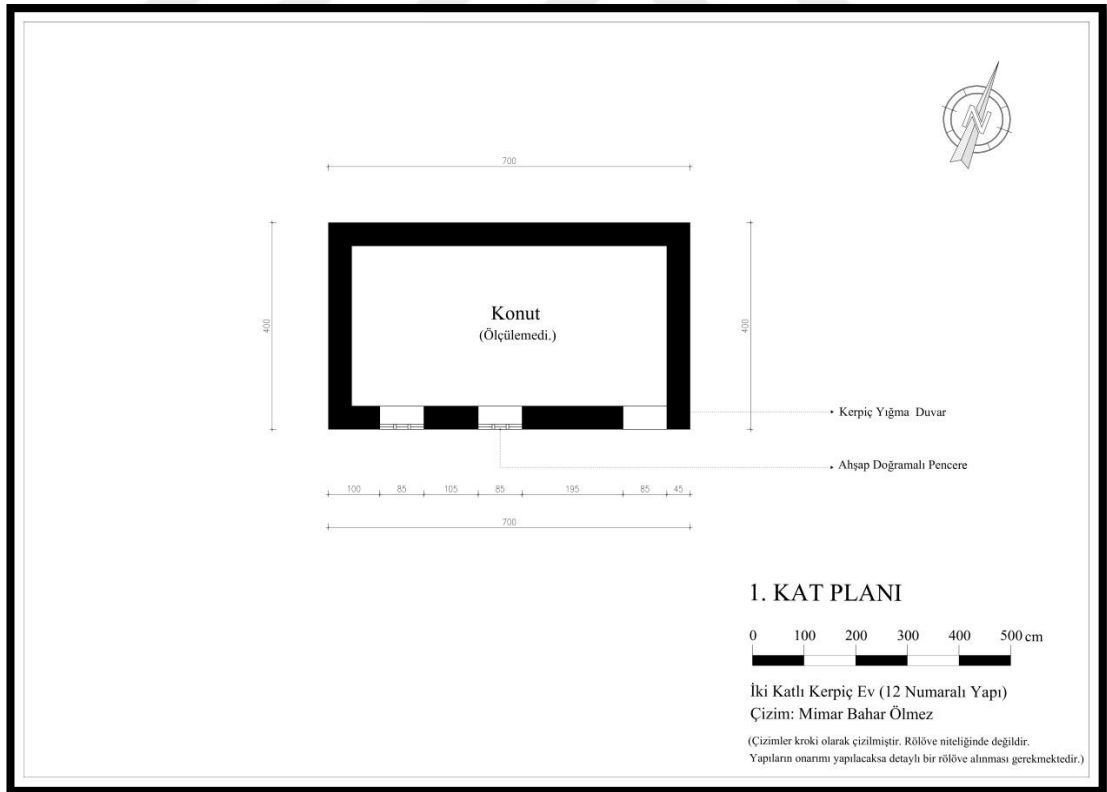 N
700
400
Konut
(Ölçülemedi.)
400
Kerpiç Yığma Duvar
Ahşap Doğramalı Pencere
100 85 105 85 195 85 45
700
1. KAT PLANI
0 100 200 300 400 500 cm
İki Katlı Kerpiç Ev (12 Numaralı Yapı)
Çizim: Mimar Bahar Ölmez
(Çizimler kroki olarak çizilmiştir. Rölöve niteliğinde değildir.
Yapıların onarımı yapılacaksa detaylı bir rölöve alınması gerekmektedir.)